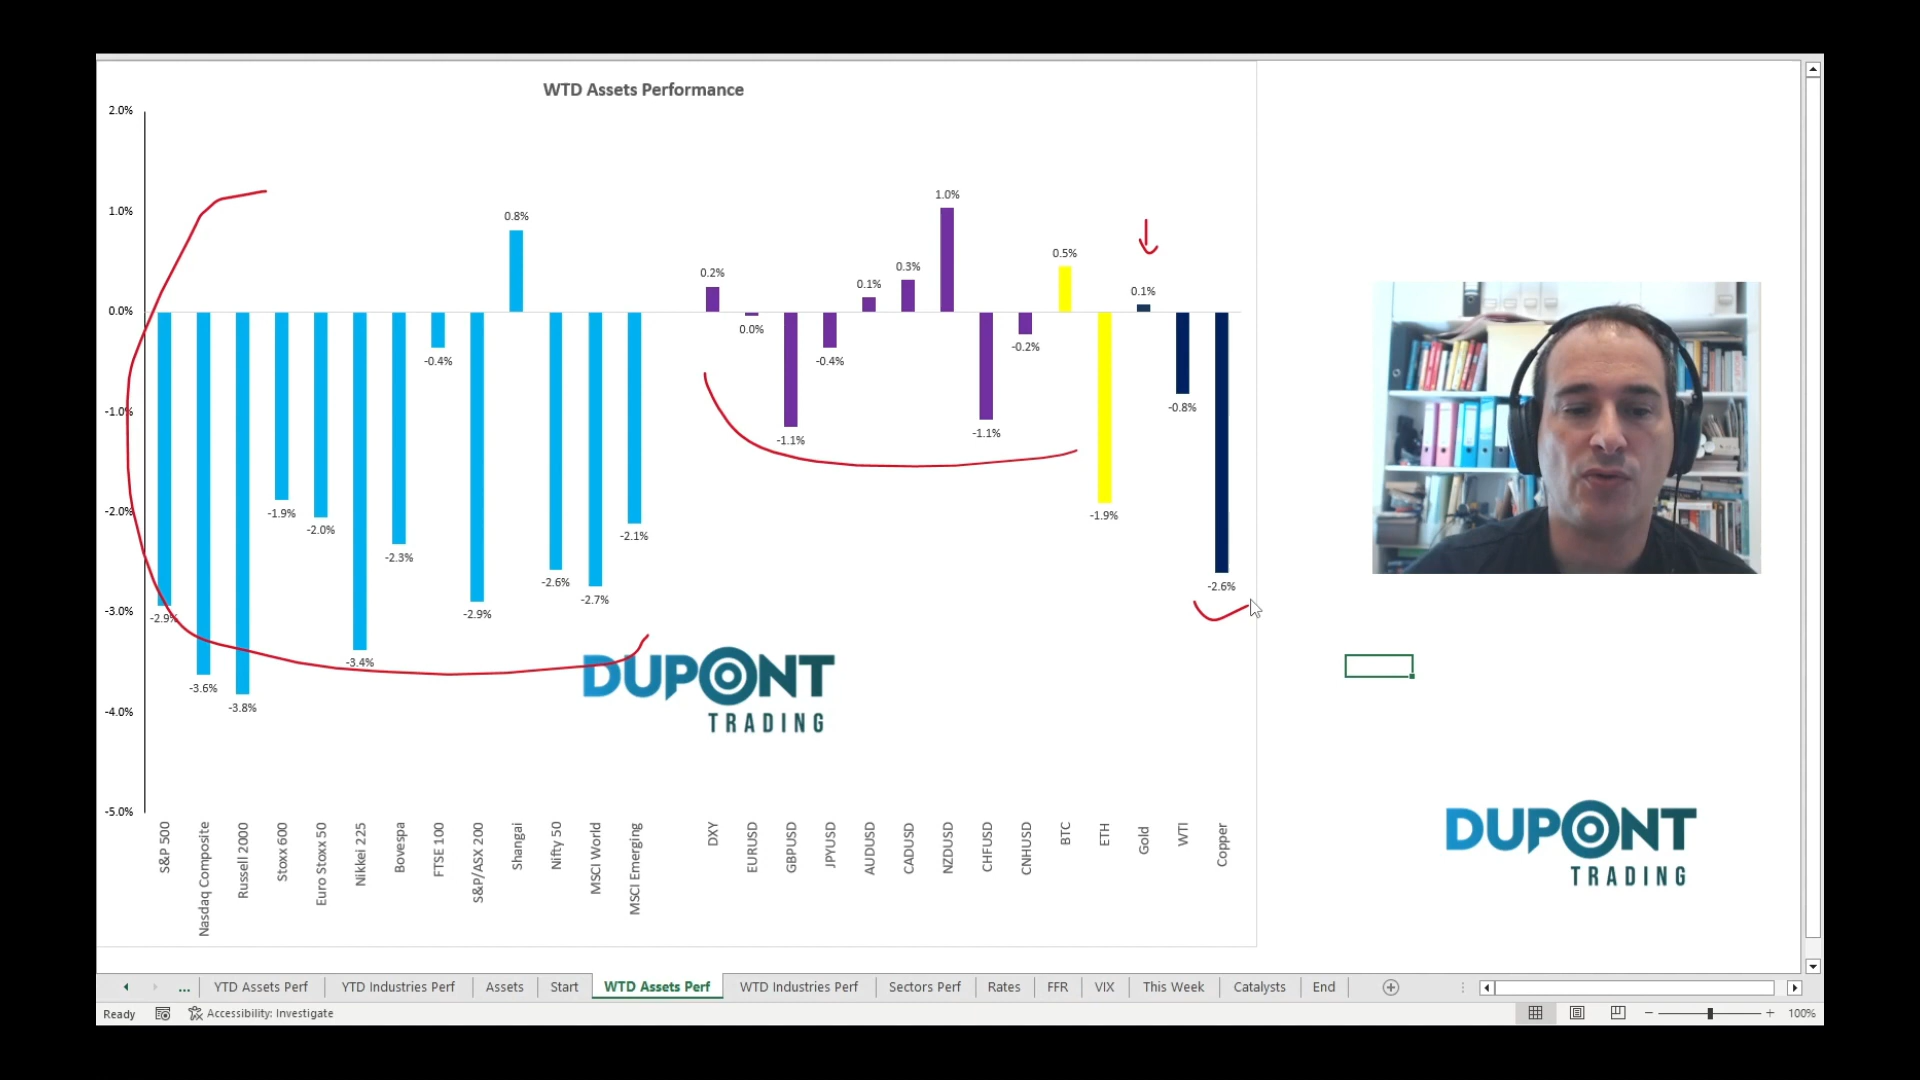 WTD Assets Performance
2.0%
1.0%
0.0%
-1.0%
-2.0%
-3.0%
-4.0%
-5.0%
-2.9%
-3.6%
-3.8%
-1.9%
-2.0%
-3.4%
-2.3%
-0.4%
-2.9%
0.8%
-2.6%
-2.7%
-2.1%
0.2%
0.0%
-1.1%
-0.4%
0.1%
0.3%
1.0%
-1.1%
-0.2%
0.5%
-1.9%
0.1%
-0.8%
-2.6%
DUPONT
TRADING
S&P 500
Nasdaq Composite
Russell 2000
Stoxx 600
Euro Stoxx 50
Nikkei 225
Bovespa
FTSE 100
S&P/ASX 200
Shangai
Nifty 50
MSCI World
MSCI Emerging
DXY
EURUSD
GBPUSD
JPYUSD
AUDUSD
CADUSD
NZDUSD
CHFUSD
CNHUSD
BTC
ETH
Gold
WTI
Copper
DUPONT
TRADING
... YTD Assets Perf YTD Industries Perf Assets Start WTD Assets Perf WTD Industries Perf Sectors Perf Rates FFR VIX This Week Catalysts End
Ready Accessibility: Investigate 100%